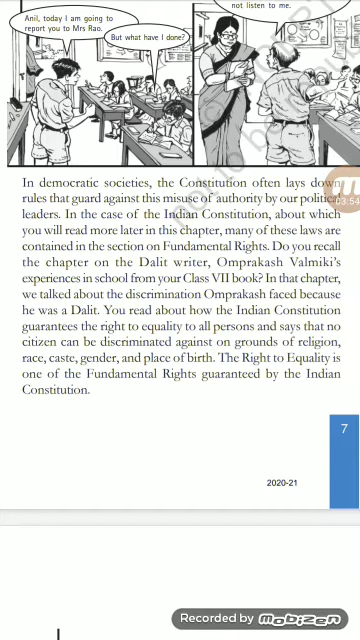 Anil, today I am going to
report you to Mrs Rao.
But what have I done?
not listen to me.
In democratic societies, the Constitution often lays down
rules that guard against this misuse of authority by our political
leaders. In the case of the Indian Constitution, about which
you will read more later in this chapter, many of these laws are
contained in the section on Fundamental Rights. Do you recall
the chapter on the Dalit writer, Omprakash Valmiki's
experiences in school from your Class VII book? In that chapter,
we talked about the discrimination Omprakash faced because
he was a Dalit. You read about how the Indian Constitution
guarantees the right to equality to all persons and says that no
citizen can be discriminated against on grounds of religion,
race, caste, gender, and place of birth. The Right to Equality is
one of the Fundamental Rights guaranteed by the Indian
Constitution.
03:54
7
2020-21
Recorded by mobizen